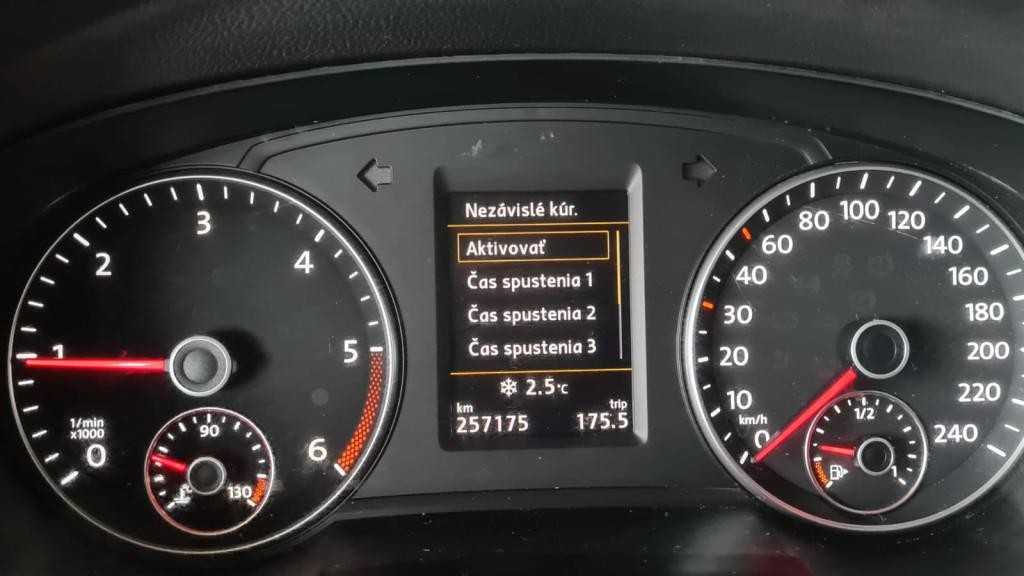 1
2
3
4
5
6
1/min
x1000
0
90
130
Nezávislé kúr.
Aktivovať
Čas spustenia 1
Čas spustenia 2
Čas spustenia 3
2.5°C
km
trip
257175
175.5
0
10
20
30
40
60
80
100
120
140
160
180
200
220
240
km/h
1/2
1